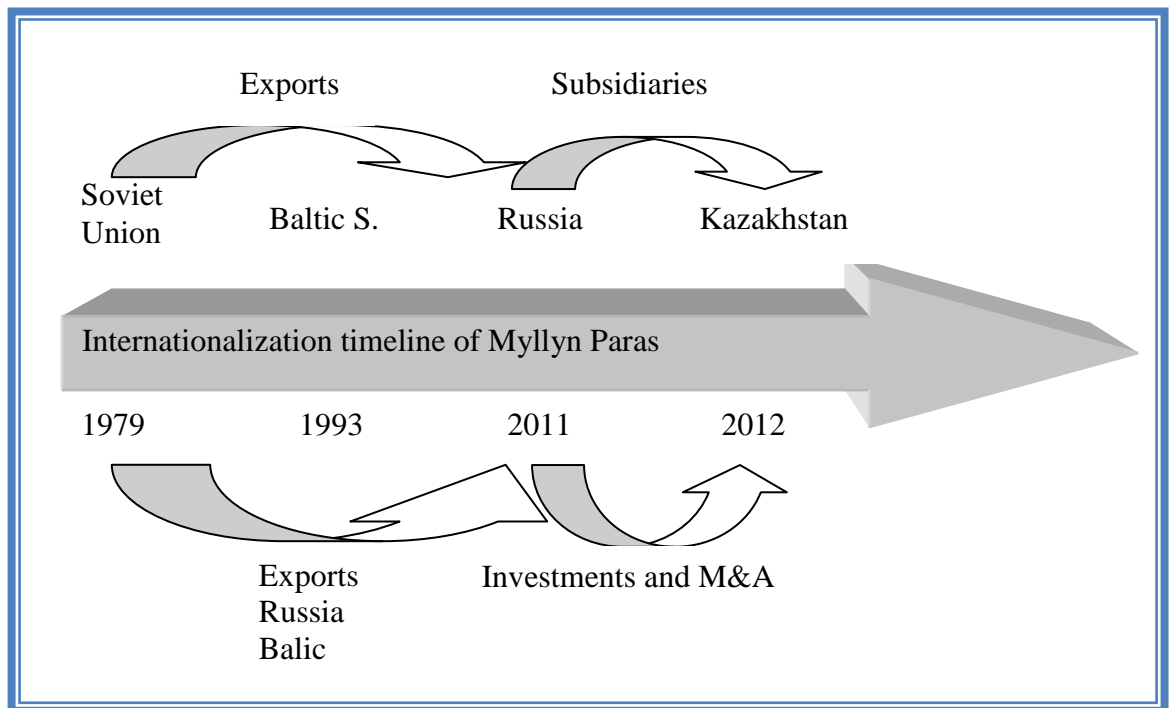 Exports
Subsidiaries
Soviet
Union
Baltic S.
Russia
Kazakhstan
Internationalization timeline of Myllyn Paras
1979
1993
2011
2012
Exports
Russia
Balic
Investments and M&A